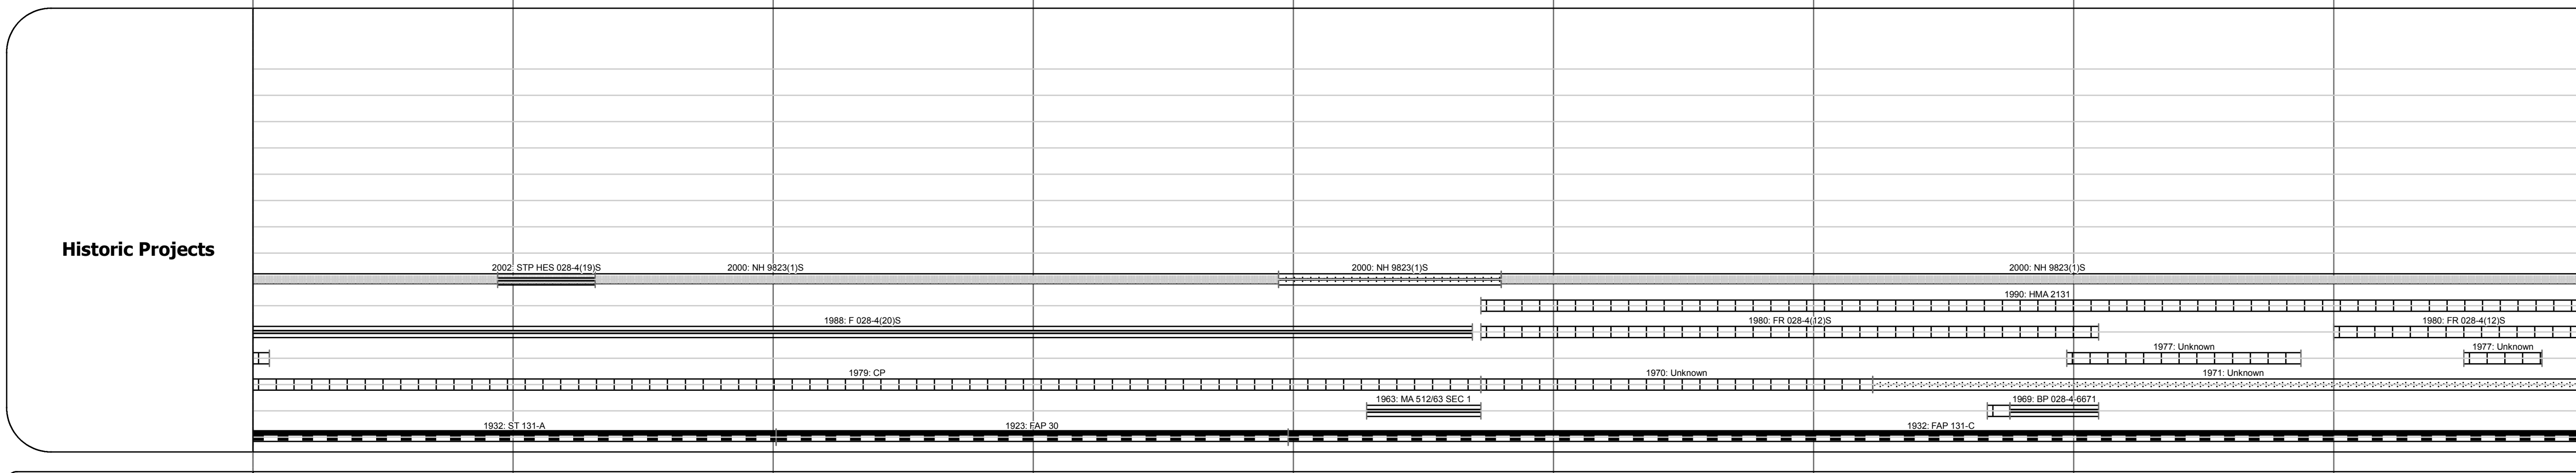 Historic Projects
2002: STP HES 028-4(19)S
2000: NH 9823(1)S
2000: NH 9823(1)S
2000: NH 9823(1)S
1990: HMA 2131
1988: F 028-4(20)S
1980: FR 028-4(12)S
1980: FR 028-4(12)S
1977: Unknown
1977: Unknown
1979: CP
1970: Unknown
1971: Unknown
1963: MA 512/63 SEC 1
1969: BP 028-4-6671
1932: ST 131-A
1923: FAP 30
1932: FAP 131-C